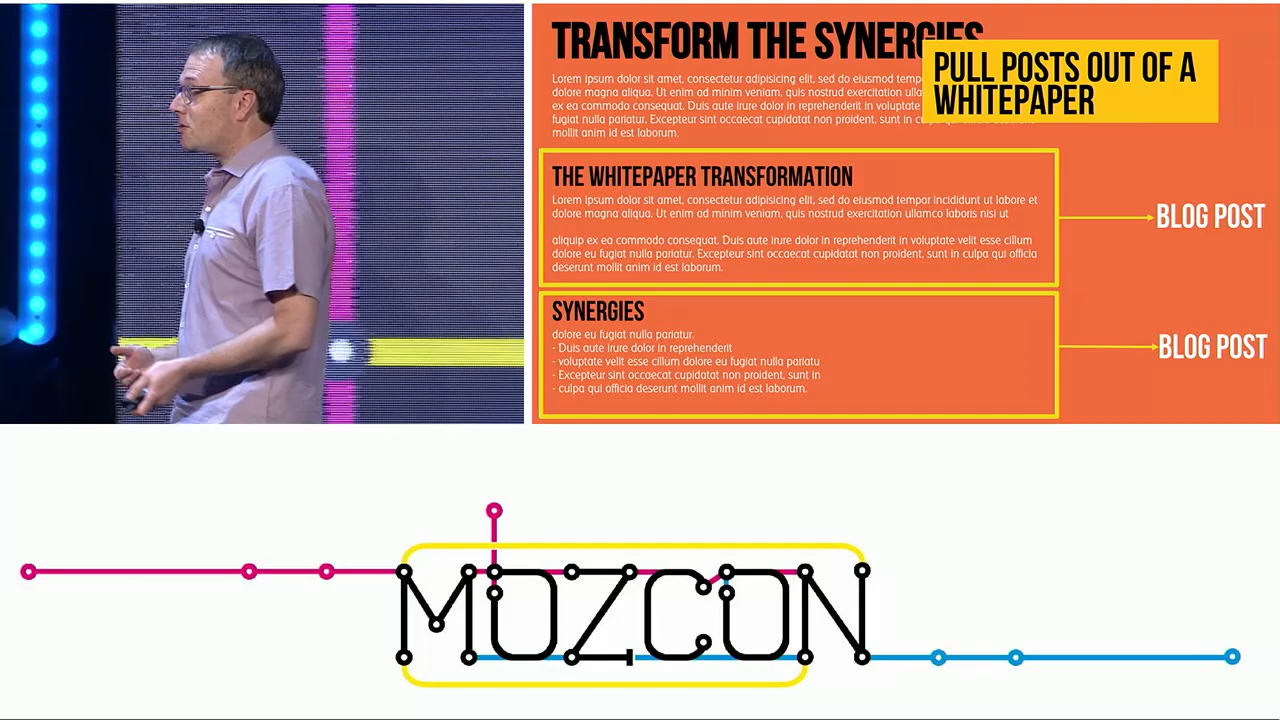 TRANSFORM THE SYNERGIES
PULL POSTS OUT OF A
WHITEPAPER
Lorem ipsum dolor sit amet, consectetur adipisicing elit, sed do eiusmod
dolore magna aliqua. Ut enim ad minim veniam, quis nostrud exercitation
ex ea commodo consequat. Duis aute irure dolor in reprehenderit in voluptate
fugiat nulla pariatur. Excepteur sint occaecat cupidatat non proident, sunt in
mollit anim id est laborum.
THE WHITEPAPER TRANSFORMATION
Lorem ipsum dolor sit amet, consectetur adipisicing elit, sed do eiusmod tempor incididunt ut labore et
dolore magna aliqua. Ut enim ad minim veniam, quis nostrud exercitation ullamco laboris nisi ut
BLOG POST
aliquip ex ea commodo consequat. Duis aute irure dolor in reprehenderit in voluptate velit esse cillum
dolore eu fugiat nulla pariatur. Excepteur sint occaecat cupidatat non proident, sunt in culpa qui officia
deserunt mollit anim id est laborum.
SYNERGIES
dolore eu fugiat nulla pariatur.
- Duis aute irure dolor in reprehenderit
- voluptate velit esse cillum dolore eu fugiat nulla pariatu
- Excepteur sint occaecat cupidatat non proident, sunt in
- culpa qui officia deserunt mollit anim id est laborum.
BLOG POST
MOZCON